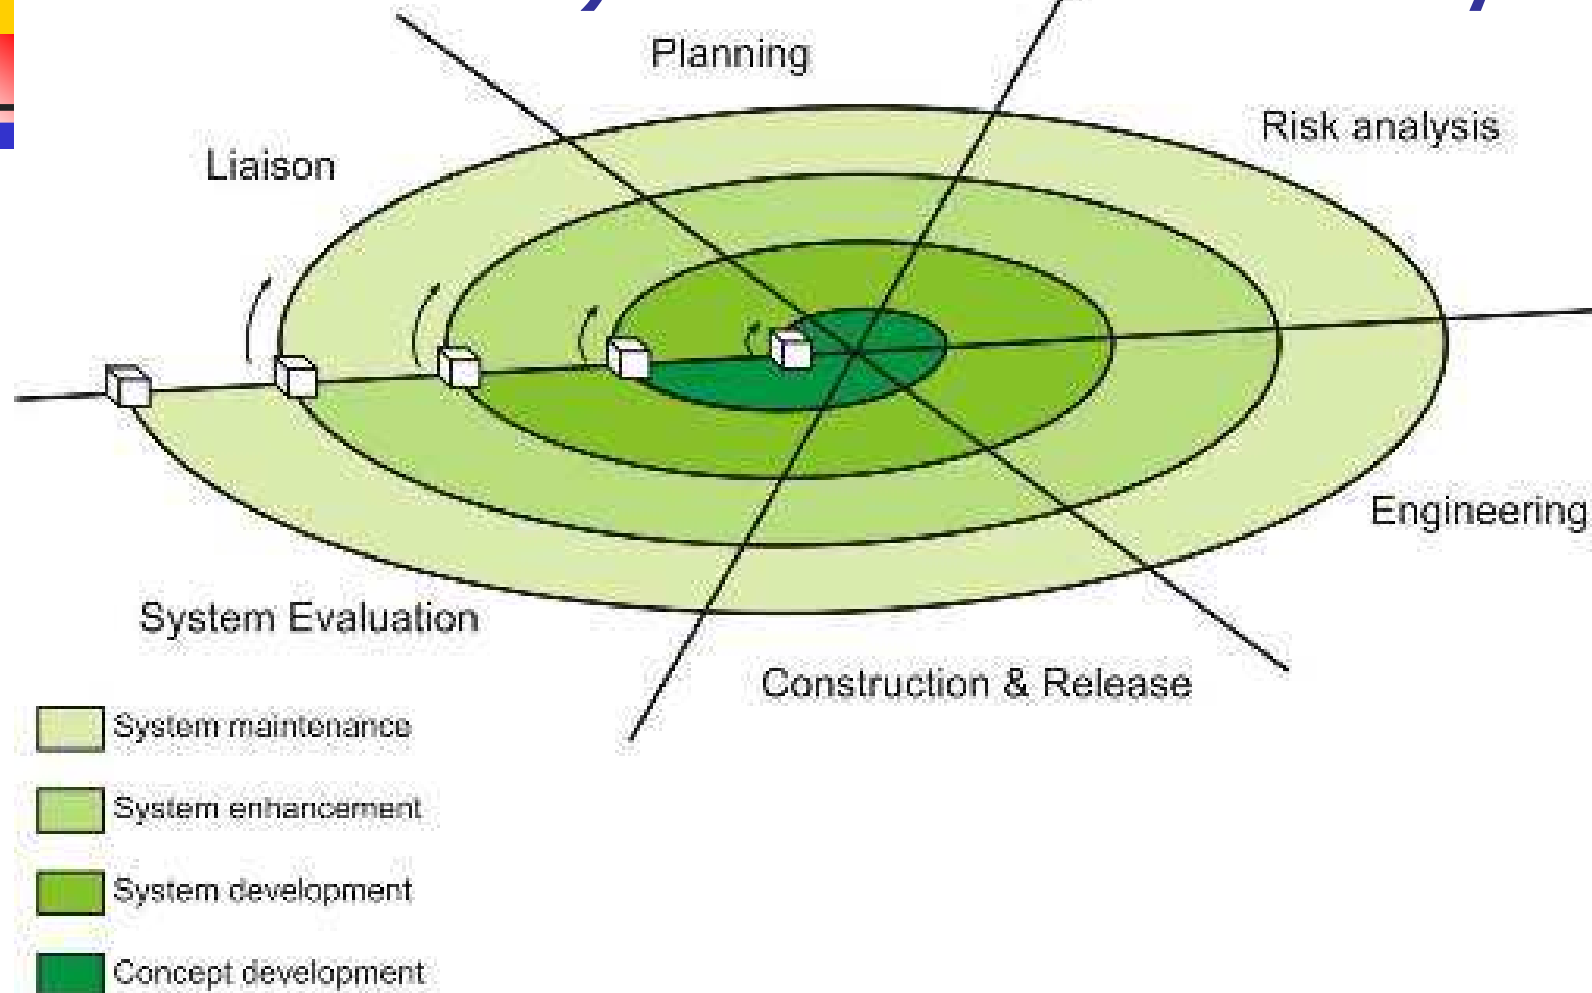 Planning
Risk analysis
Liaison
Engineering
System Evaluation
Construction & Release
System maintenance
System enhancement
System development
Concept development